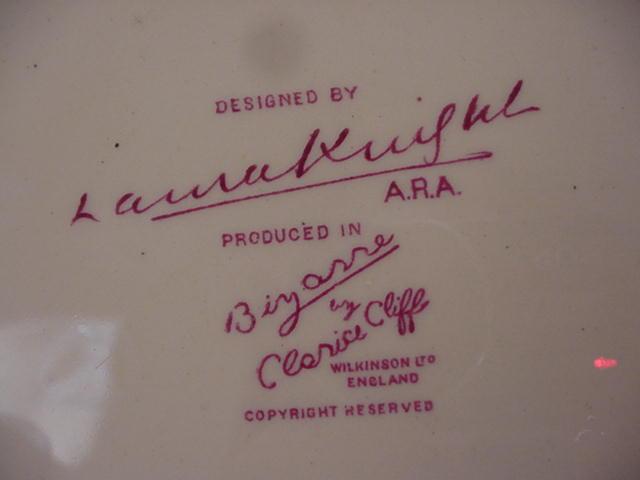 DESIGNED BY
Laura Knight
A.R.A.
PRODUCED IN
Bizarre
by
Clarice Cliff
WILKINSON LTD
ENGLAND
COPYRIGHT RESERVED